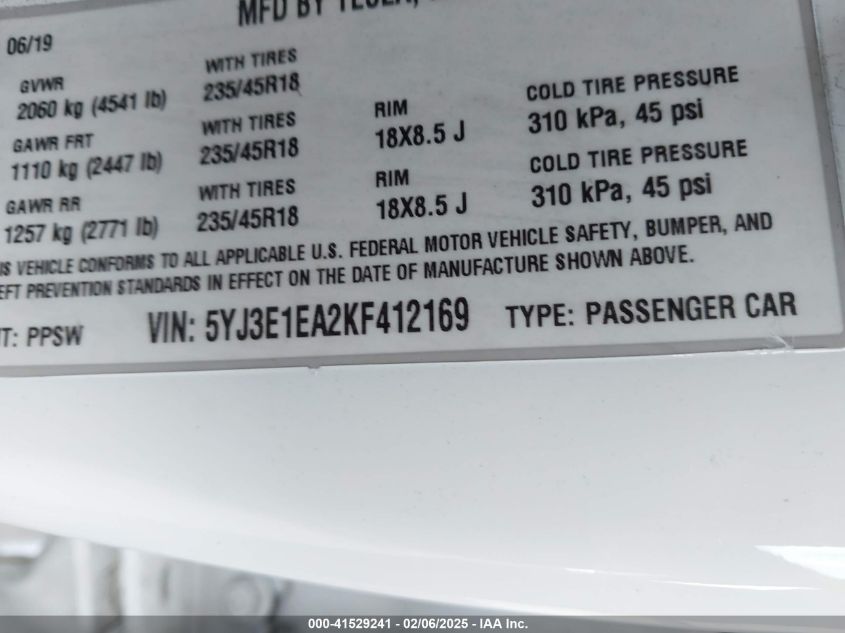 MFD BY TESLA,
06/19
GVWR
2060 kg (4541 lb)
WITH TIRES
235/45R18
GAWR FRT
1110 kg (2447 lb)
WITH TIRES
235/45R18
RIM
18X8.5 J
COLD TIRE PRESSURE
310 kPa, 45 psi
GAWR RR
1257 kg (2771 lb)
WITH TIRES
235/45R18
RIM
18X8.5 J
COLD TIRE PRESSURE
310 kPa, 45 psi
IS VEHICLE CONFORMS TO ALL APPLICABLE U.S. FEDERAL MOTOR VEHICLE SAFETY, BUMPER, AND
EFT PREVENTION STANDARDS IN EFFECT ON THE DATE OF MANUFACTURE SHOWN ABOVE.
T: PPSW VIN: 5YJ3E1EA2KF412169 TYPE: PASSENGER CAR
000-41529241 - 02/06/2025 - IAA Inc.